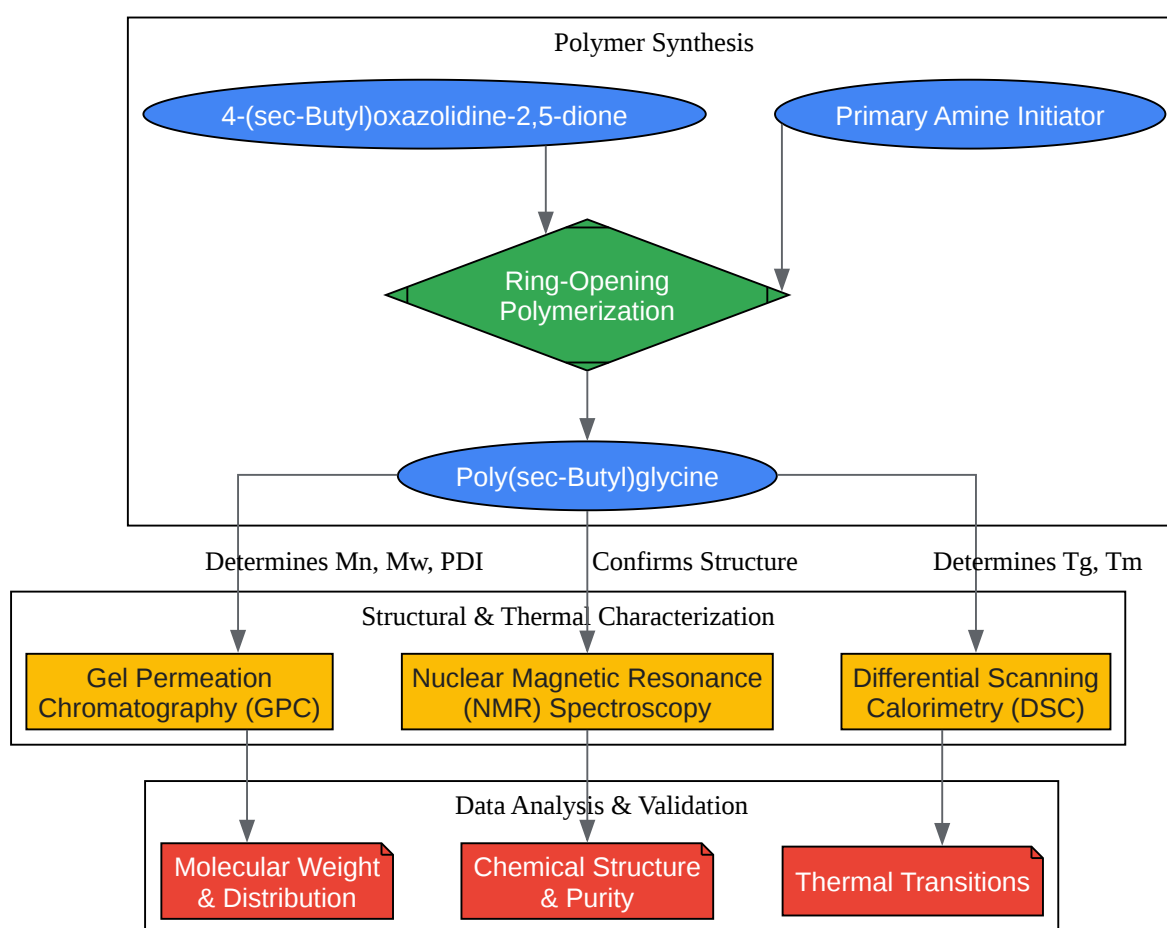 Polymer Synthesis
4-(sec-Butyl)oxazolidine-2,5-dione
Primary Amine Initiator
Ring-Opening
Polymerization
Poly(sec-Butyl)glycine
Determines Mn, Mw, PDI
Confirms Structure
Determines Tg, Tm
Structural & Thermal Characterization
Gel Permeation
Chromatography (GPC)
Nuclear Magnetic Resonance
(NMR) Spectroscopy
Differential Scanning
Calorimetry (DSC)
Data Analysis & Validation
Molecular Weight
& Distribution
Chemical Structure
& Purity
Thermal Transitions